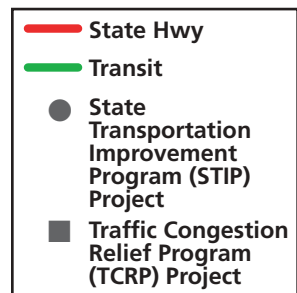 State Hwy
Transit
State
Transportation
Improvement
Program (STIP)
Project
Traffic Congestion
Relief Program
(TCRP) Project